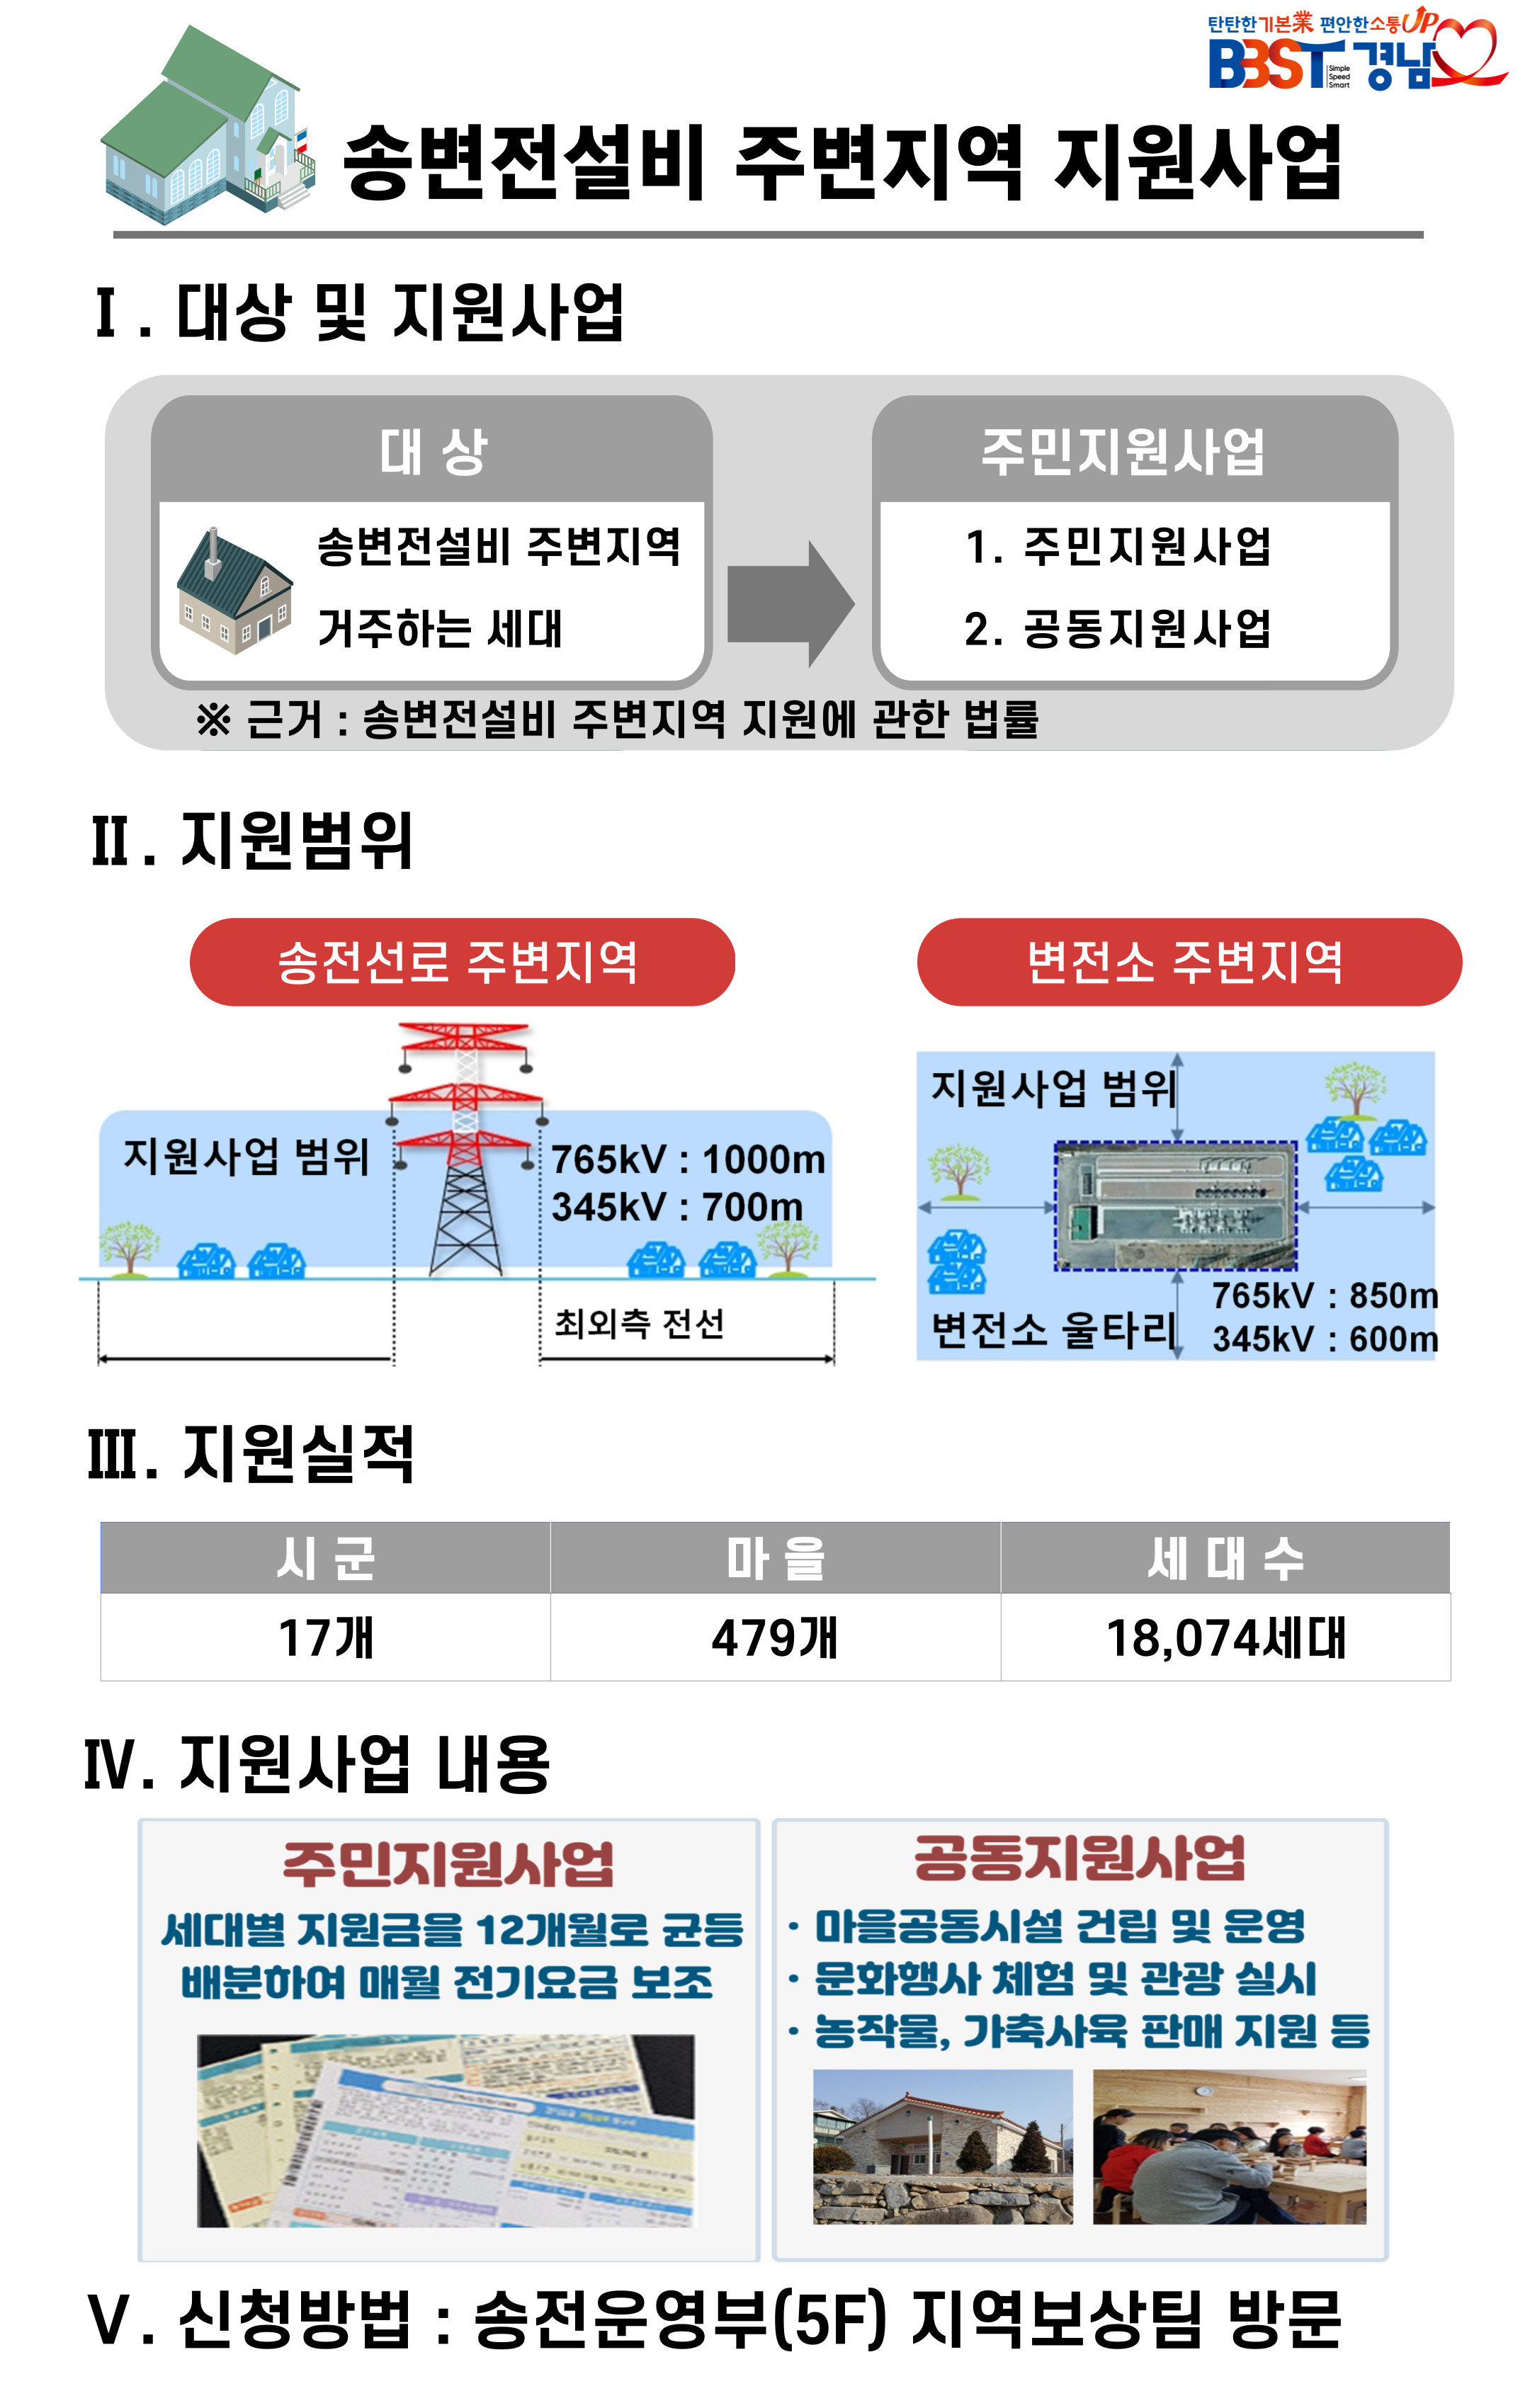 탄탄한기본業 편안한소통UP
BBST 경남
Simple
Speed
Smart
송변전설비 주변지역 지원사업
Ⅰ. 대상 및 지원사업
대 상
송변전설비 주변지역
거주하는 세대
주민지원사업
1. 주민지원사업
2. 공동지원사업
※ 근거 : 송변전설비 주변지역 지원에 관한 법률
Ⅱ. 지원범위
송전선로 주변지역
지원사업 범위
765kV : 1000m
345kV : 700m
최외측 전선
변전소 주변지역
지원사업 범위
변전소 울타리
765kV : 850m
345kV : 600m
Ⅲ. 지원실적
시 군 마 을 세 대 수
17개 479개 18,074세대
Ⅳ. 지원사업 내용
주민지원사업
세대별 지원금을 12개월로 균등
배분하여 매월 전기요금 보조
공동지원사업
· 마을공동시설 건립 및 운영
· 문화행사 체험 및 관광 실시
· 농작물, 가축사육 판매 지원 등
Ⅴ. 신청방법 : 송전운영부(5F) 지역보상팀 방문